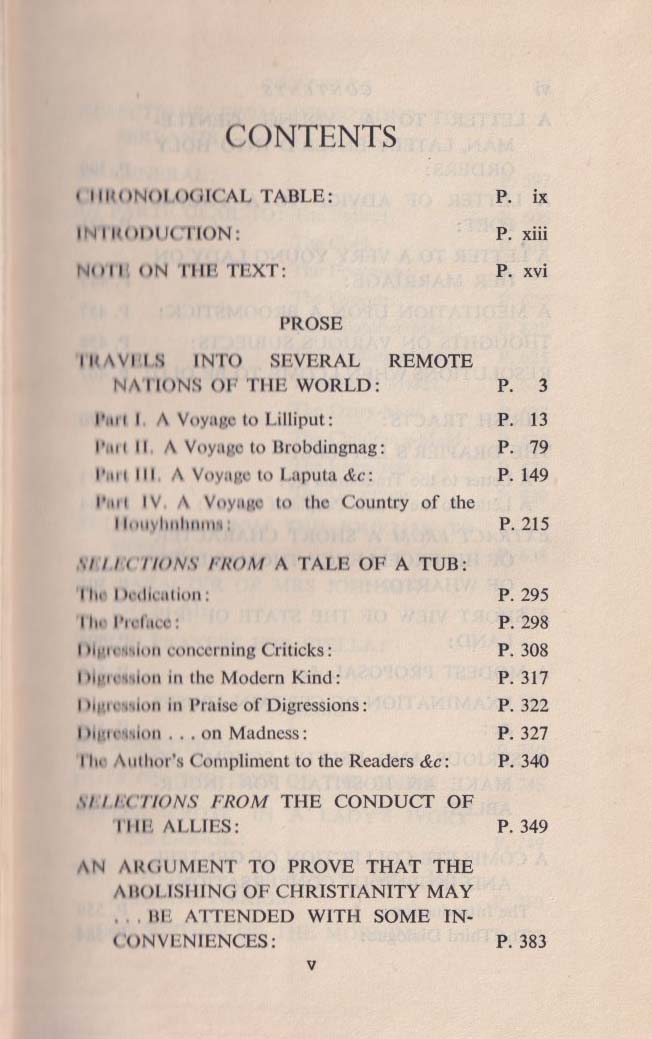 CONTENTS
CHRONOLOGICAL TABLE: P. ix
INTRODUCTION: P. xiii
NOTE ON THE TEXT: P. xvi
PROSE
TRAVELS INTO SEVERAL REMOTE
NATIONS OF THE WORLD: P. 3
Part I. A Voyage to Lilliput: P. 13
Part II. A Voyage to Brobdingnag: P. 79
Part III. A Voyage to Laputa &c: P. 149
Part IV. A Voyage to the Country of the
Houyhnhnms: P. 215
SELECTIONS FROM A TALE OF A TUB:
The Dedication: P. 295
The Preface: P. 298
Digression concerning Criticks: P. 308
Digression in the Modern Kind: P. 317
Digression in Praise of Digressions: P. 322
Digression . . . on Madness: P. 327
The Author's Compliment to the Readers &c: P. 340
SELECTIONS FROM THE CONDUCT OF
THE ALLIES: P. 349
AN ARGUMENT TO PROVE THAT THE
ABOLISHING OF CHRISTIANITY MAY
. . . BE ATTENDED WITH SOME IN-
CONVENIENCES: P. 383
v